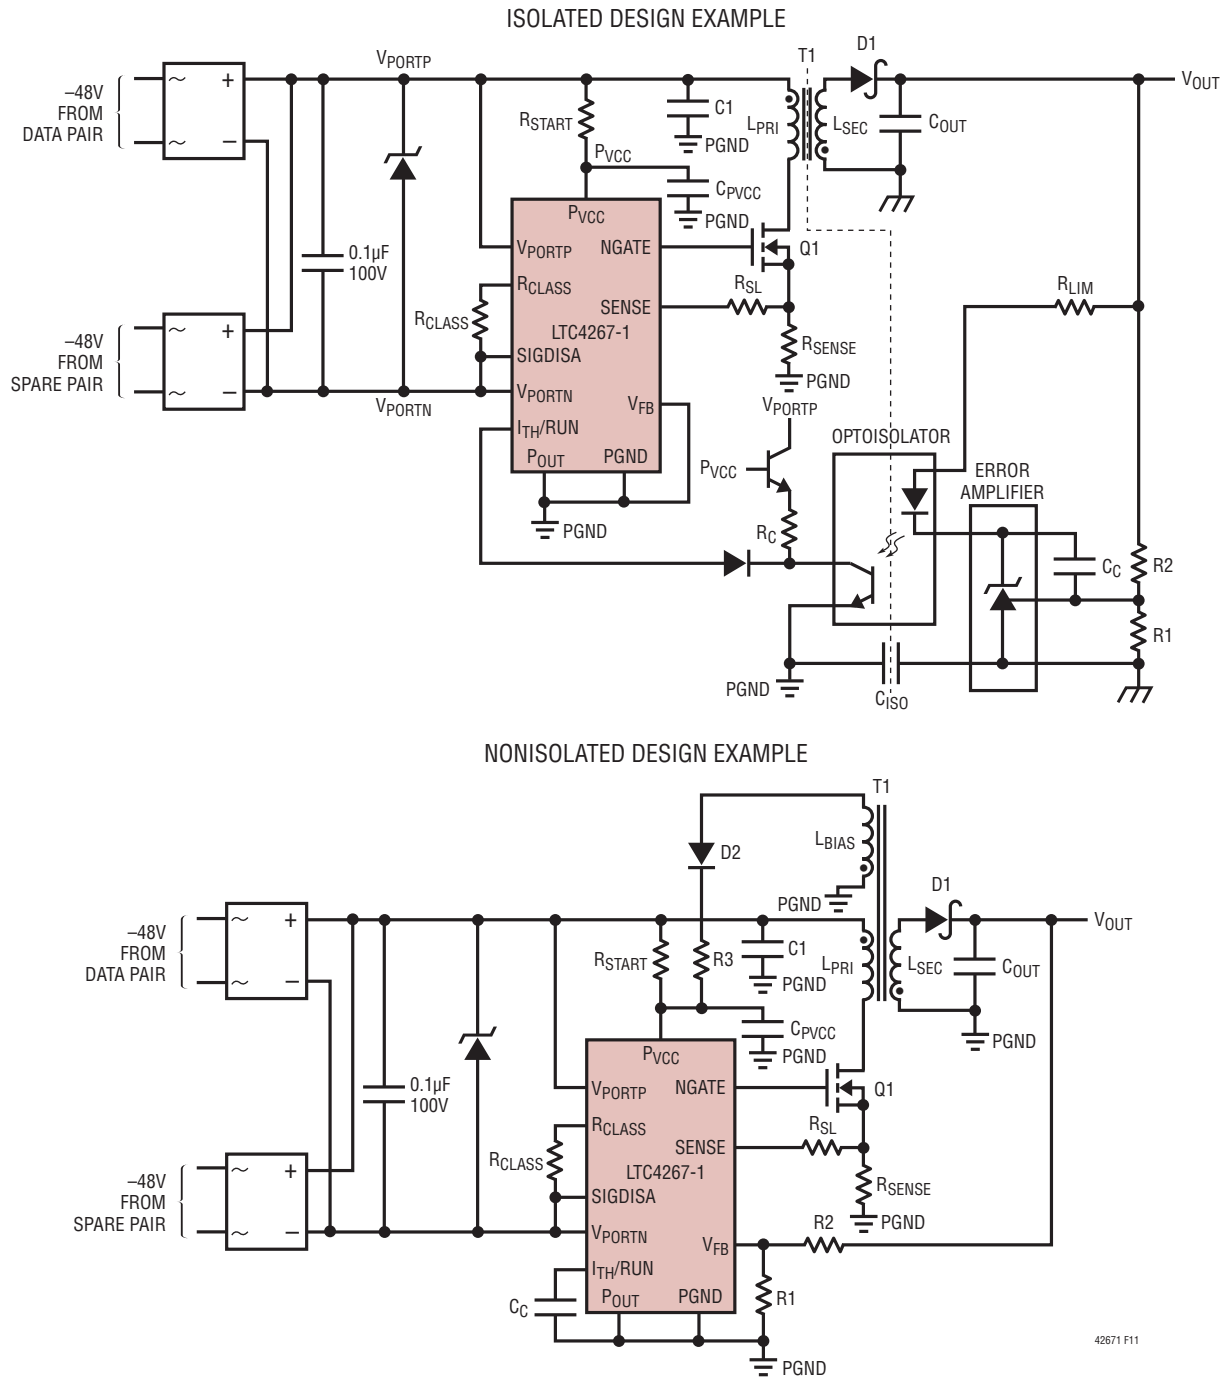 ISOLATED DESIGN EXAMPLE
–48V
FROM
DATA PAIR
~
~
+
–
VPORTP
0.1µF
100V
–48V
FROM
SPARE PAIR
~
~
+
–
VPORTN
RSTART
PVCC
C1
PGND
CPVCC
PGND
T1
LPRI
LSEC
D1
COUT
VOUT
PVCC
VPORTP
NGATE
RCLASS
RCLASS
SENSE
LTC4267-1
SIGDISA
VPORTN
VFB
ITH/RUN
POUT
PGND
PGND
Q1
RSL
RSENSE
PGND
VPORTP
PVCC
RC
OPTOISOLATOR
RLIM
ERROR
AMPLIFIER
CC
R2
R1
PGND
CISO
NONISOLATED DESIGN EXAMPLE
T1
LBIAS
D2
PGND
–48V
FROM
DATA PAIR
~
~
+
–
0.1µF
100V
–48V
FROM
SPARE PAIR
~
~
+
–
RSTART
R3
C1
PGND
CPVCC
PGND
LPRI
LSEC
D1
COUT
VOUT
PGND
PVCC
VPORTP
NGATE
Q1
RCLASS
RCLASS
SENSE
RSL
LTC4267-1
SIGDISA
RSENSE
PGND
VPORTN
VFB
R2
ITH/RUN
POUT
PGND
CC
R1
PGND
42671 F11